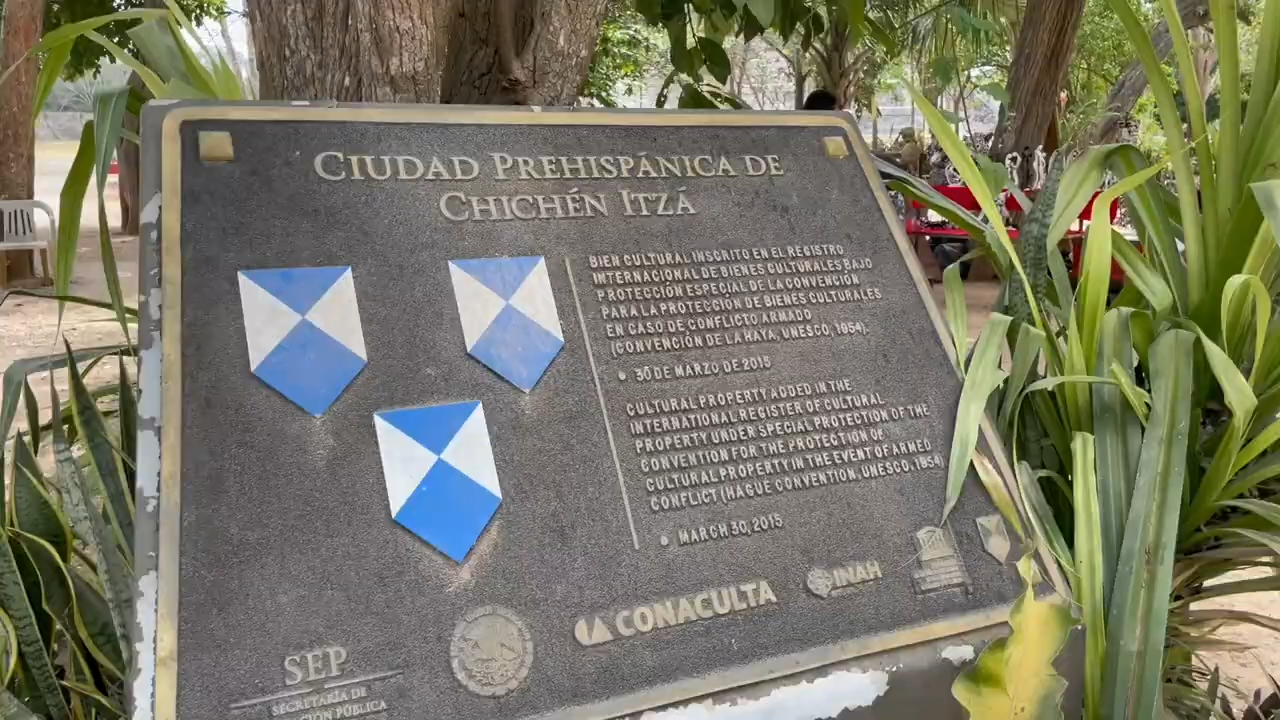 CIUDAD PREHISPÁNICA DE
CHICHÉN ITZÁ
BIEN CULTURAL INSCRITO EN EL REGISTRO
INTERNACIONAL DE BIENES CULTURALES BAJO
PROTECCIÓN ESPECIAL DE LA CONVENCIÓN
PARA LA PROTECCIÓN DE BIENES CULTURALES
EN CASO DE CONFLICTO ARMADO
(CONVENCIÓN DE LA HAYA, UNESCO, 1954).
• 30 DE MARZO DE 2015
CULTURAL PROPERTY ADDED IN THE
INTERNATIONAL REGISTER OF CULTURAL
PROPERTY UNDER SPECIAL PROTECTION OF THE
CONVENTION FOR THE PROTECTION OF
CULTURAL PROPERTY IN THE EVENT OF ARMED
CONFLICT (HAGUE CONVENTION, UNESCO, 1954)
• MARCH 30, 2015
SEP
SECRETARÍA DE
CIÓN PÚBLICA
CONACULTA
INAH